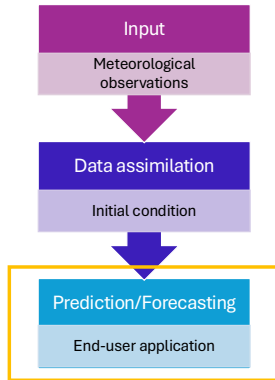 Input
Meteorological
observations
Data assimilation
Initial condition
Prediction/Forecasting
End-user application